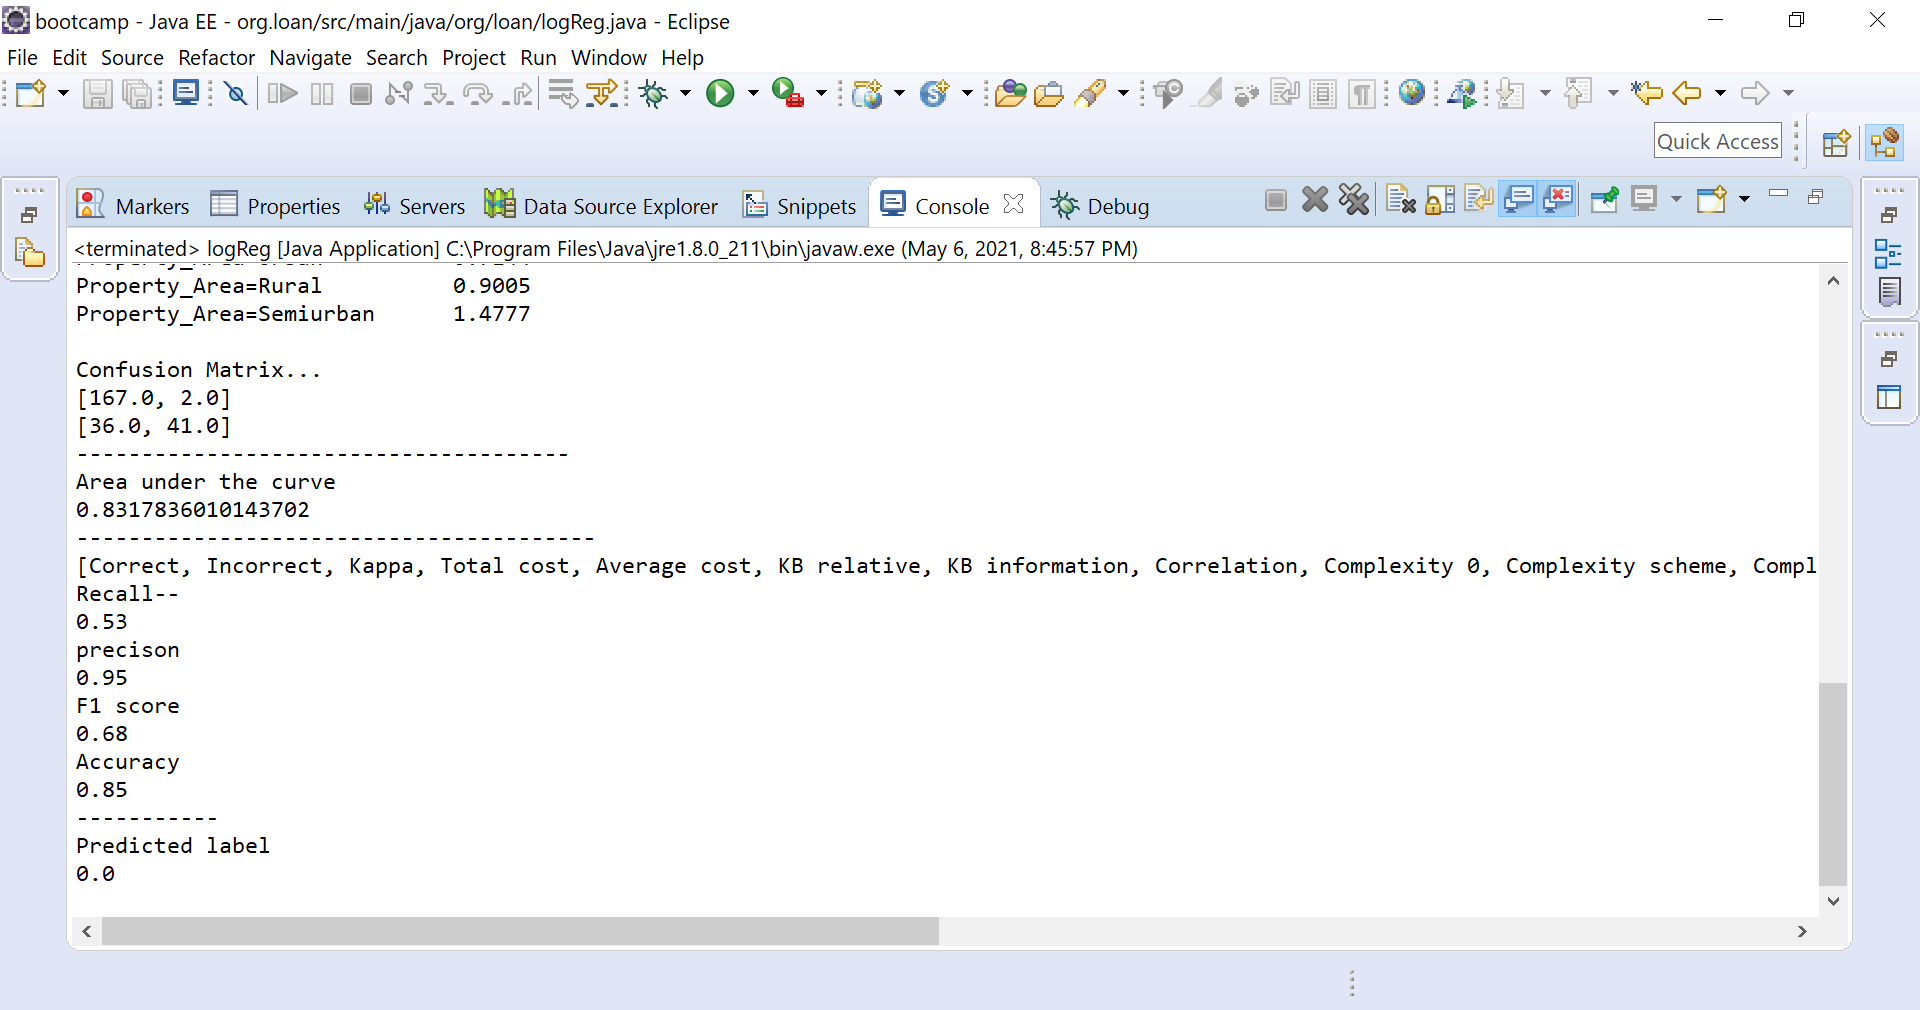 bootcamp - Java EE - org.loan/src/main/java/org/loan/logReg.java - Eclipse
File Edit Source Refactor Navigate Search Project Run Window Help
Quick Access
Markers Properties Servers Data Source Explorer Snippets Console Debug
<terminated> logReg [Java Application] C:\Program Files\Java\jre1.8.0_211\bin\javaw.exe (May 6, 2021, 8:45:57 PM)
Property_Area=Rural 0.9005
Property_Area=Semiurban 1.4777
Confusion Matrix...
[167.0, 2.0]
[36.0, 41.0]
--------------------------------------
Area under the curve
0.8317836010143702
----------------------------------------
[Correct, Incorrect, Kappa, Total cost, Average cost, KB relative, KB information, Correlation, Complexity 0, Complexity scheme, Compl
Recall--
0.53
precison
0.95
F1 score
0.68
Accuracy
0.85
-----------
Predicted label
0.0